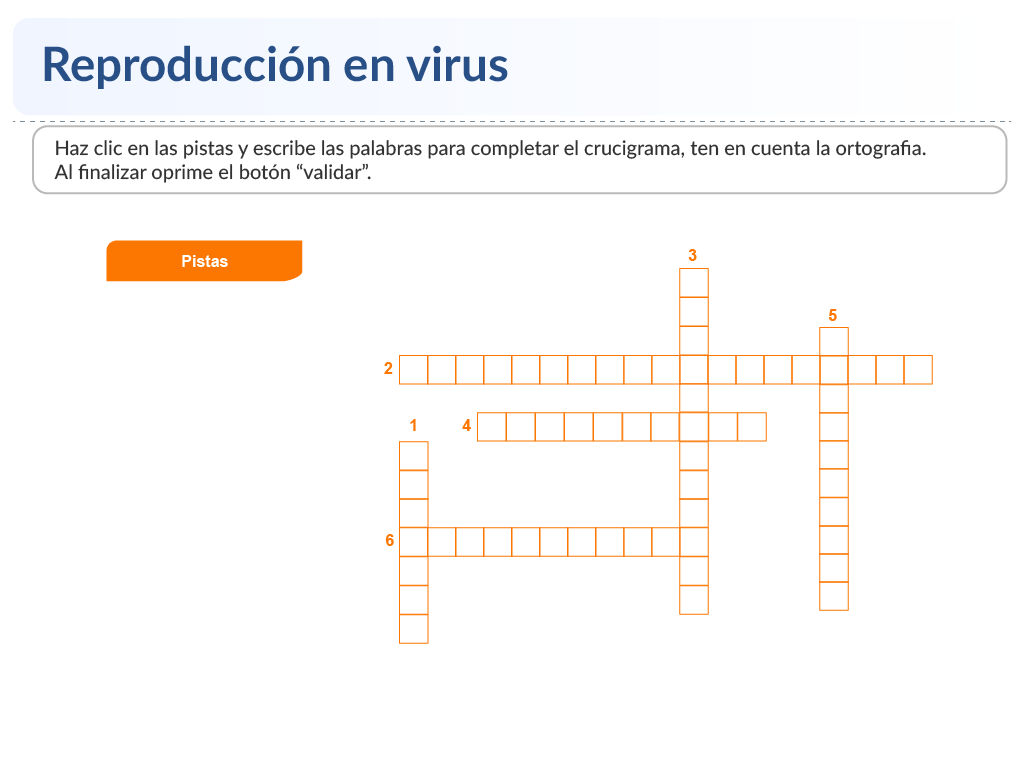 Reproducción en virus
Haz clic en las pistas y escribe las palabras para completar el crucigrama, ten en cuenta la ortografia.
Al finalizar oprime el botón “validar”.
Pistas
3
5
2
1
4
6